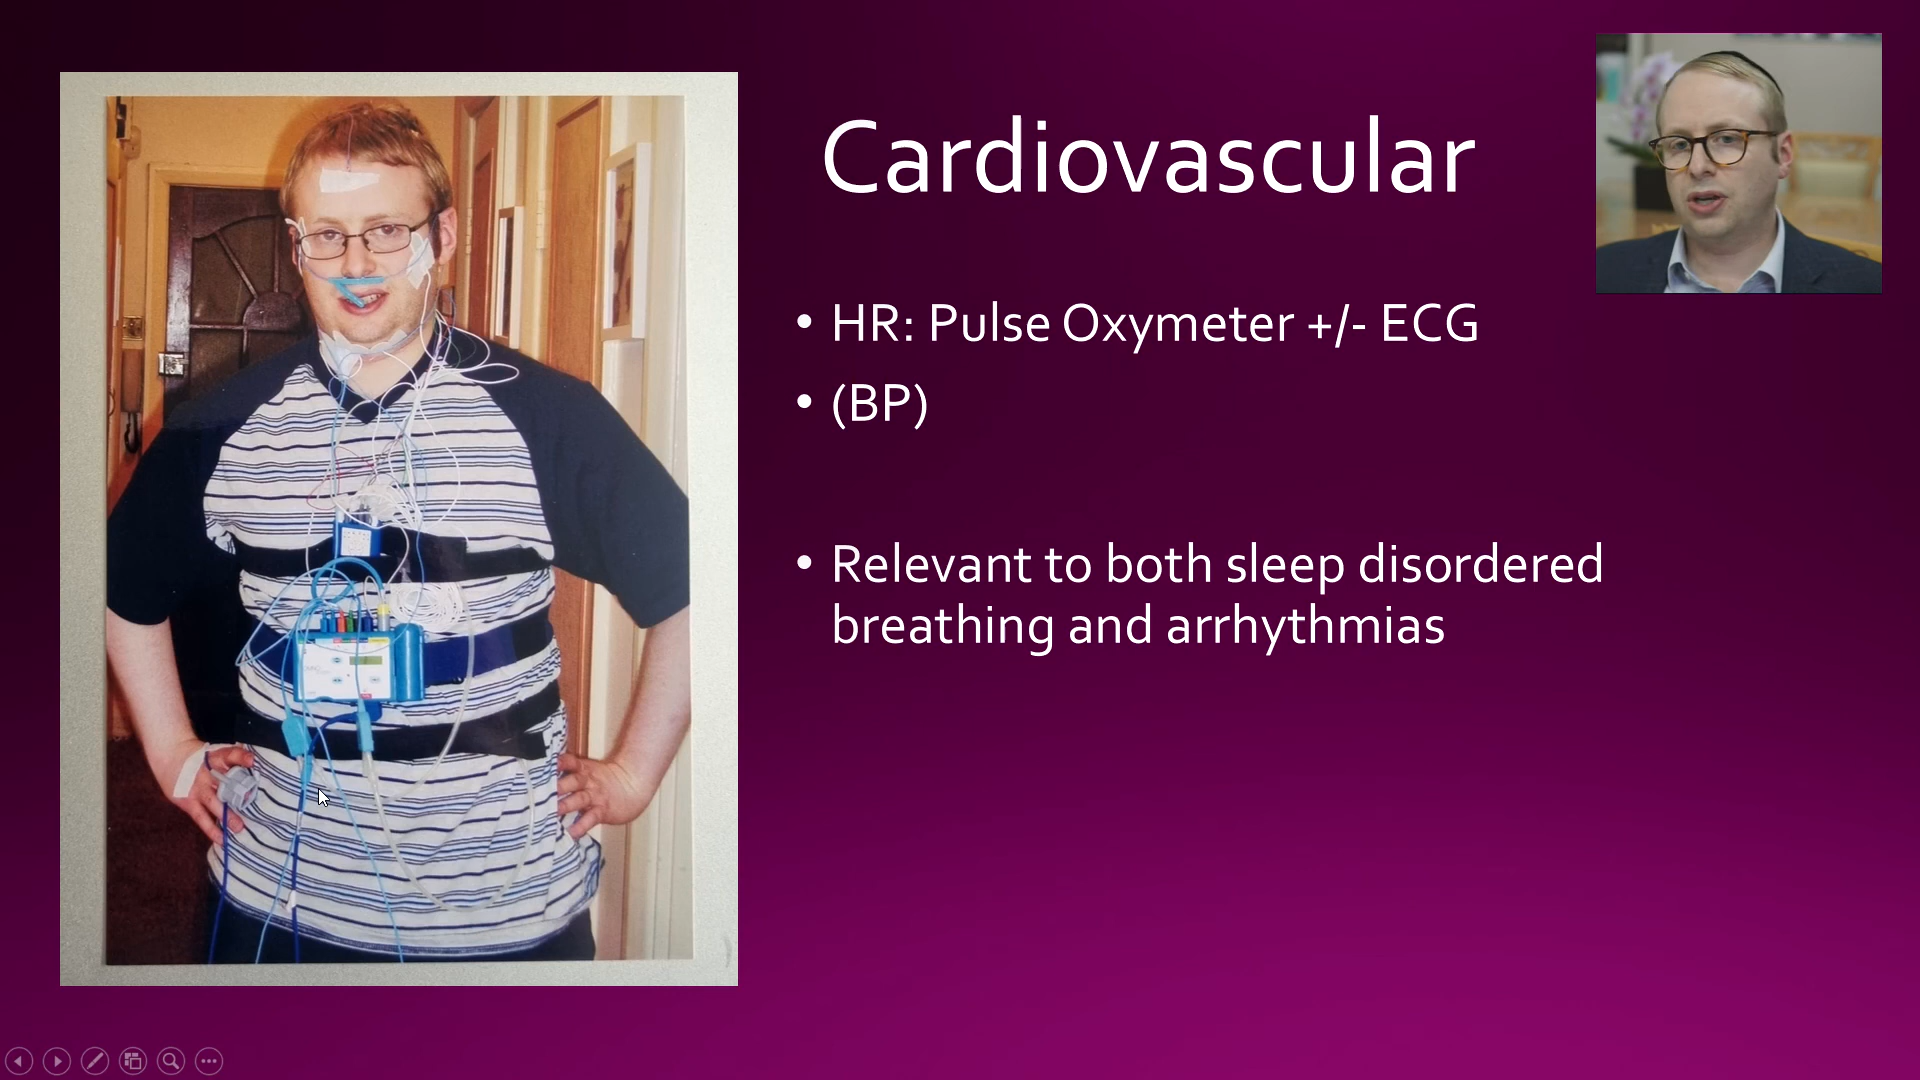 Cardiovascular
• HR: Pulse Oxymeter +/- ECG
• (BP)
• Relevant to both sleep disordered
breathing and arrhythmias